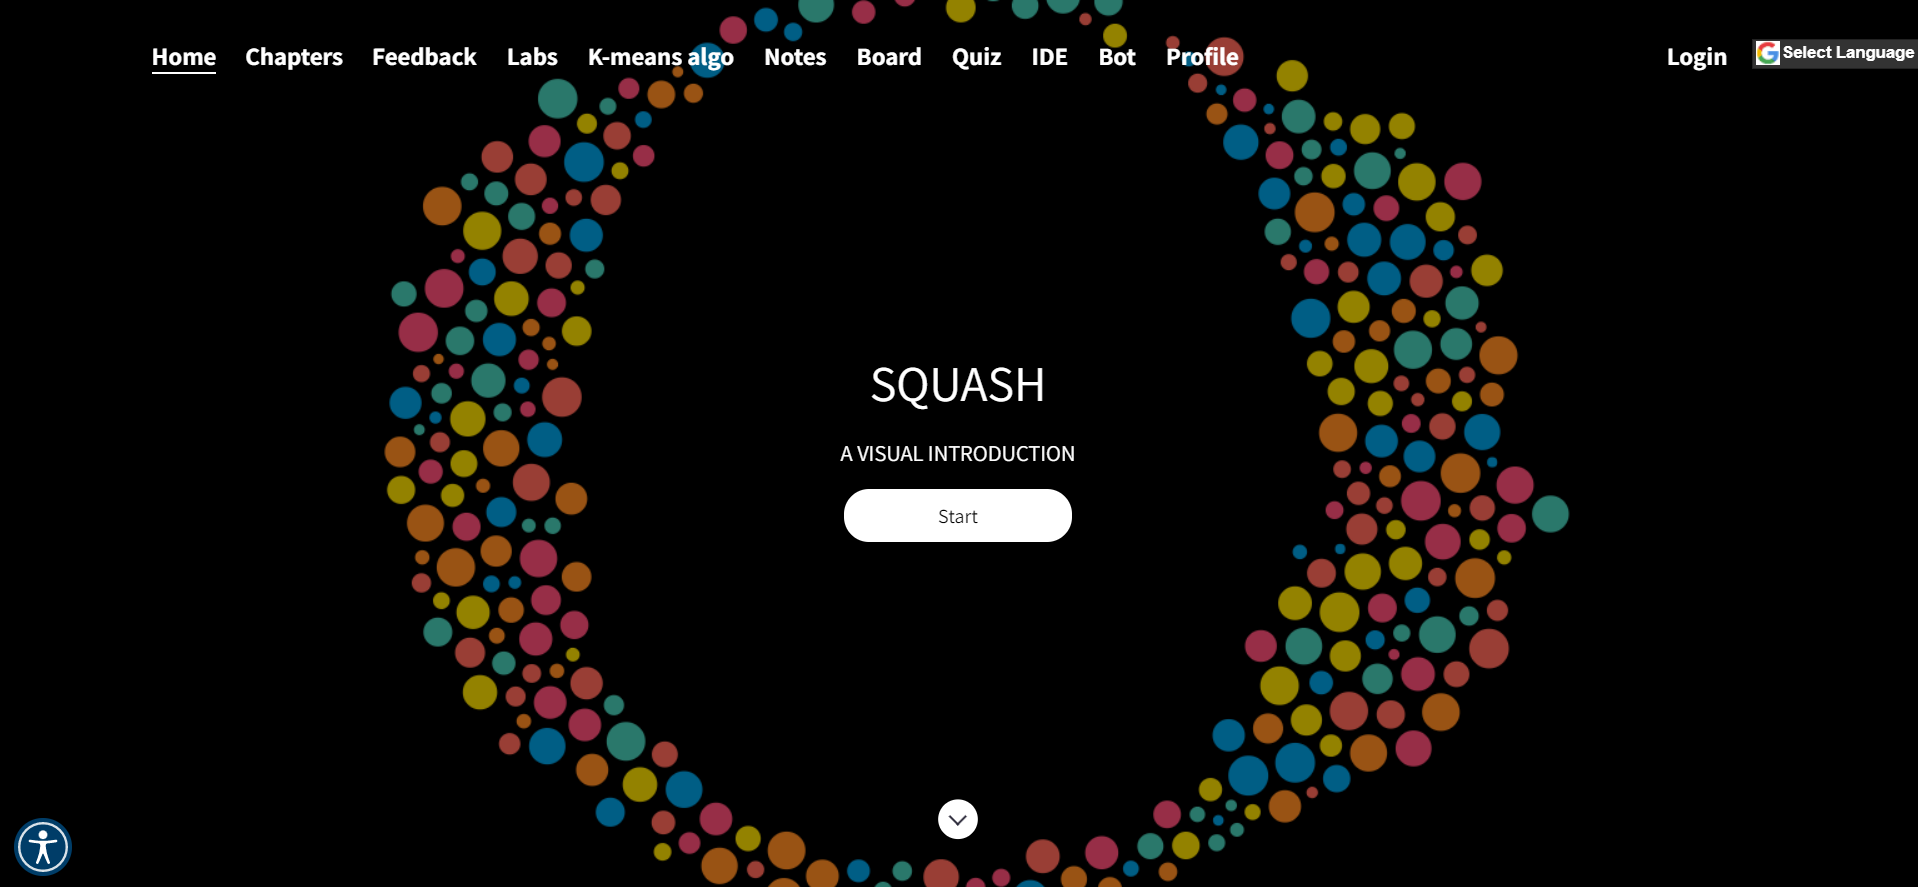 Home Chapters Feedback Labs K-means algo Notes Board Quiz IDE Bot Profile Login Select Language
SQUASH
A VISUAL INTRODUCTION
Start